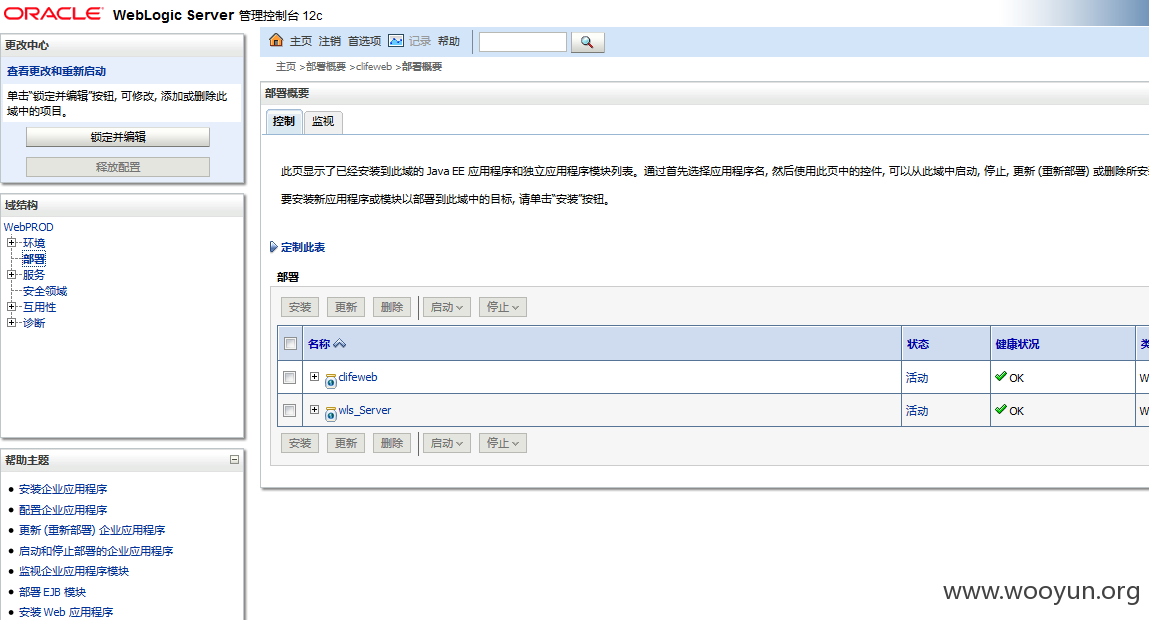 ORACLE WebLogic Server 管理控制台 12c
更改中心
查看更改和重新启动
单击“锁定并编辑”按钮, 可修改, 添加或删除此
域中的项目。
锁定并编辑
释放配置
域结构
WebPROD
环境
部署
服务
安全领域
互用性
诊断
帮助主题
安装企业应用程序
配置企业应用程序
更新 (重新部署) 企业应用程序
启动和停止部署的企业应用程序
监视企业应用程序模块
部署 EJB 模块
安装 Web 应用程序
主页 注销 首选项 记录 帮助
主页 >部署概要 >clifeweb >部署概要
部署概要
控制 监视
此页显示了已经安装到此域的 Java EE 应用程序和独立应用程序模块列表。通过首先选择应用程序名, 然后使用此页中的控件, 可以从此域中启动, 停止, 更新 (重新部署) 或删除所安
要安装新应用程序或模块以部署到此域中的目标, 请单击“安装”按钮。
定制此表
部署
安装 更新 删除 启动 停止
名称 状态 健康状况 类
clifeweb 活动 OK W
wls_Server 活动 OK W
安装 更新 删除 启动 停止
www.wooyun.org